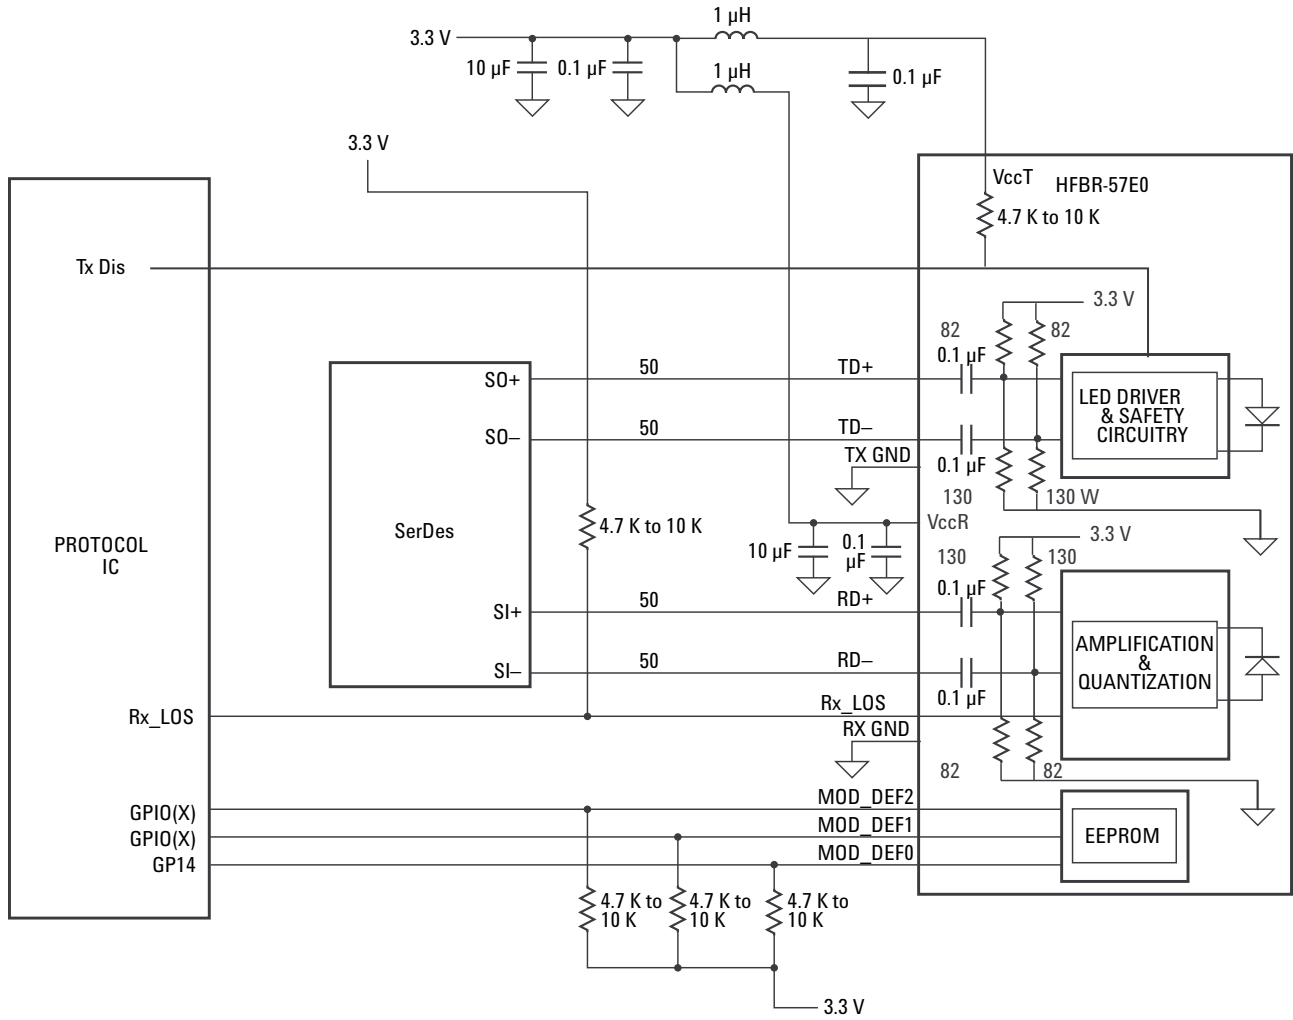 1 µH
3.3 V
10 µF
0.1 µF
1 µH
0.1 µF
3.3 V
VccT
HFBR-57E0
4.7 K to 10 K
Tx Dis
3.3 V
82
82
0.1 µF
SO+
50
TD+
LED DRIVER
& SAFETY
CIRCUITRY
SO–
50
TD–
TX GND
0.1 µF
130
130 W
4.7 K to 10 K
VccR
SerDes
PROTOCOL
IC
10 µF
0.1
µF
3.3 V
130
130
0.1 µF
SI+
50
RD+
AMPLIFICATION
&
QUANTIZATION
SI–
50
RD–
0.1 µF
Rx_LOS
Rx_LOS
RX GND
82
82
MOD_DEF2
GPIO(X)
MOD_DEF1
GPIO(X)
MOD_DEF0
GP14
EEPROM
4.7 K to
10 K
4.7 K to
10 K
4.7 K to
10 K
3.3 V